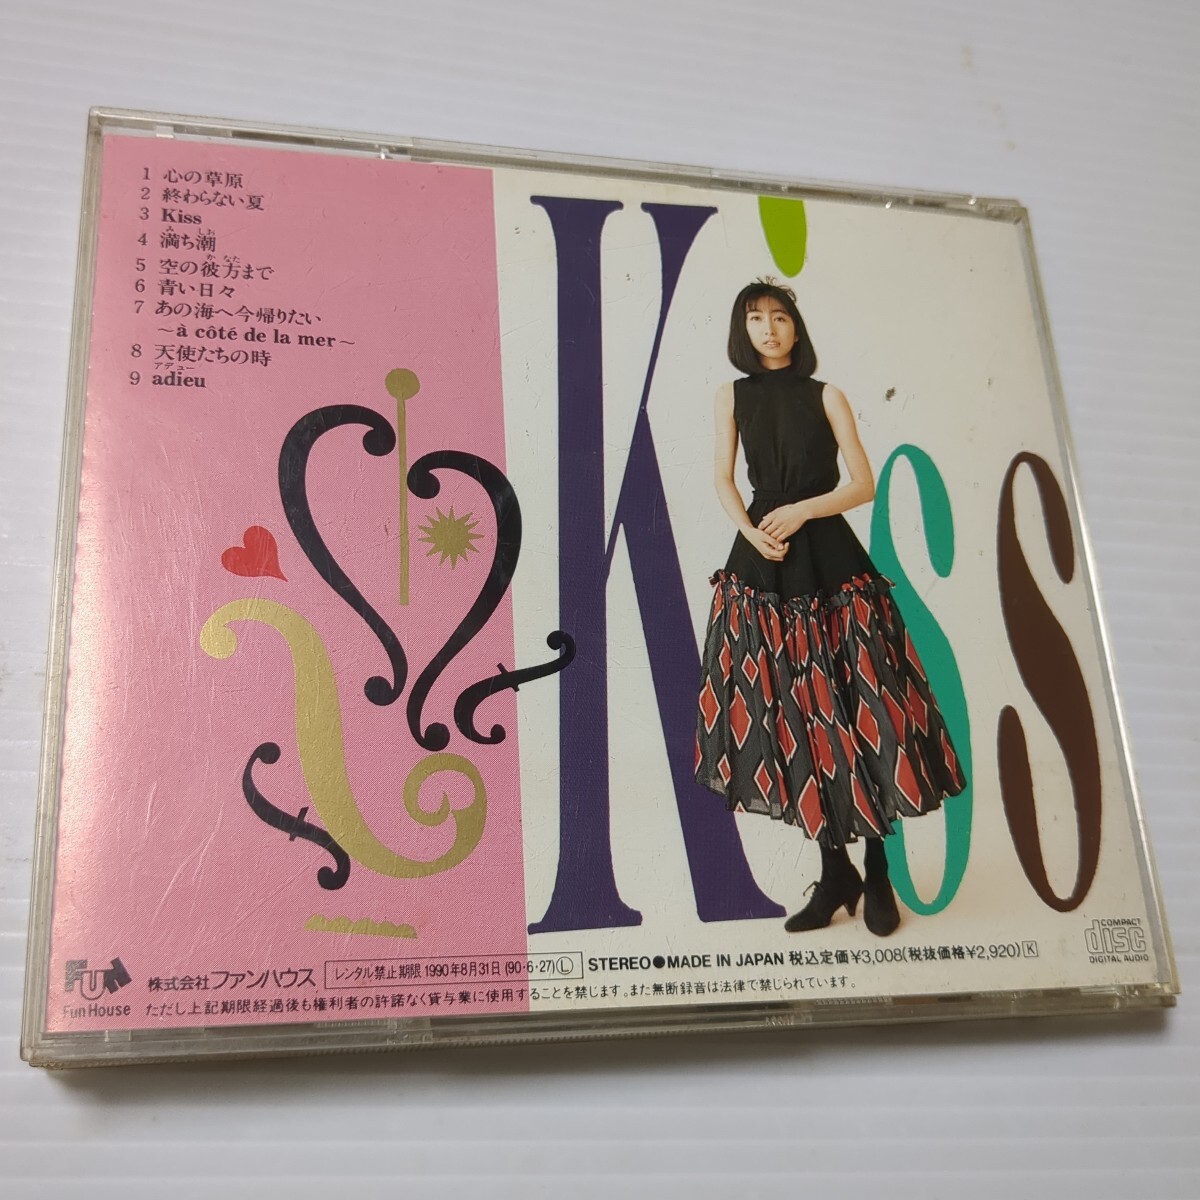 1 心の草原
2 終わらない夏
3 Kiss
4 満ち潮
み しお
5 空の彼方まで
かなた
6 青い日々
7 あの海へ今帰りたい
～à côté de la mer～
8 天使たちの時
9 adieu
アデュー
Kiss
FUN
Fun House
株式会社ファンハウス
レンタル禁止期限 1990年8月31日 (90・6・27) Ⓛ
STEREO●MADE IN JAPAN 税込定価¥3,008(税抜価格¥2,920) K
ただし上記期限経過後も権利者の許諾なく賃与業に使用することを禁じます。また無断録音は法律で禁じられています。
COMPACT
disc
DIGITAL AUDIO